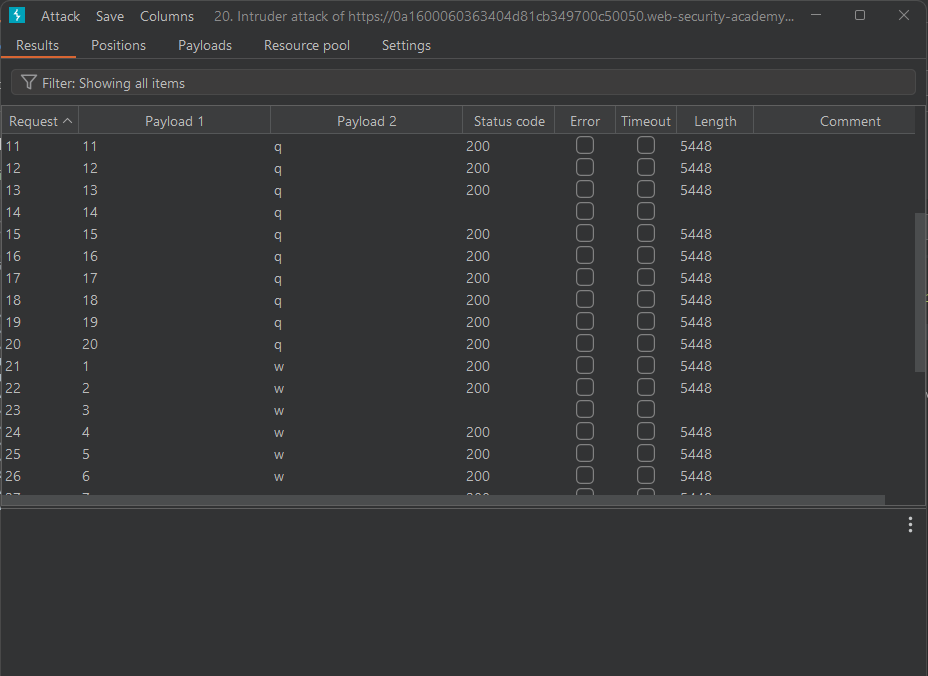 Attack Save Columns 20. Intruder attack of https://0a1600060363404d81cb349700c50050.web-security-academy...
Results Positions Payloads Resource pool Settings
Filter: Showing all items
Request Payload 1 Payload 2 Status code Error Timeout Length Comment
11 11 q 200 5448
12 12 q 200 5448
13 13 q 200 5448
14 14 q
15 15 q 200 5448
16 16 q 200 5448
17 17 q 200 5448
18 18 q 200 5448
19 19 q 200 5448
20 20 q 200 5448
21 1 w 200 5448
22 2 w 200 5448
23 3 w
24 4 w 200 5448
25 5 w 200 5448
26 6 w 200 5448